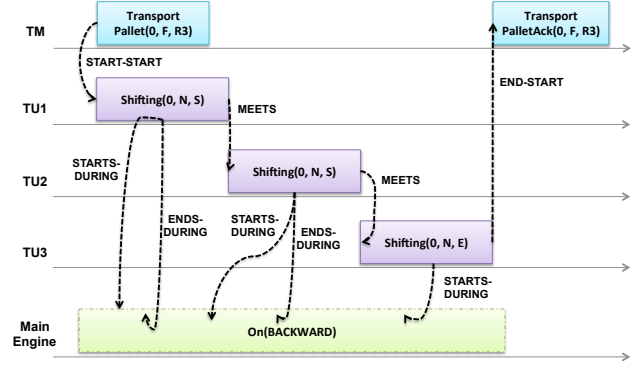 Transport
Pallet(0, F, R3)
Transport
PalletAck(0, F, R3)
TM
START-START
END-START
Shifting(0, N, S)
TU1
MEETS
STARTS-
DURING
Shifting(0, N, S)
MEETS
TU2
ENDS-
DURING
STARTS-
DURING
ENDS-
DURING
Shifting(0, N, E)
TU3
STARTS-
DURING
Main
Engine
On(BACKWARD)